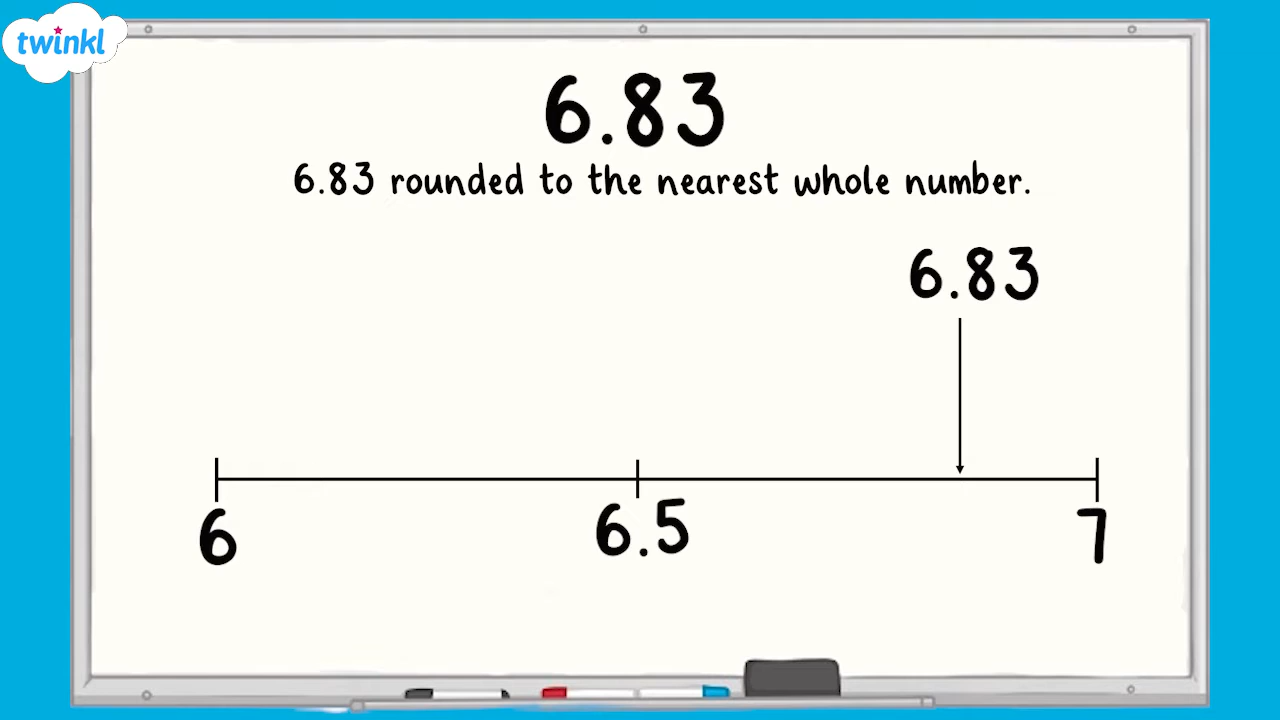 twinkl
6.83
6.83 rounded to the nearest whole number.
6.83
6 6.5 7